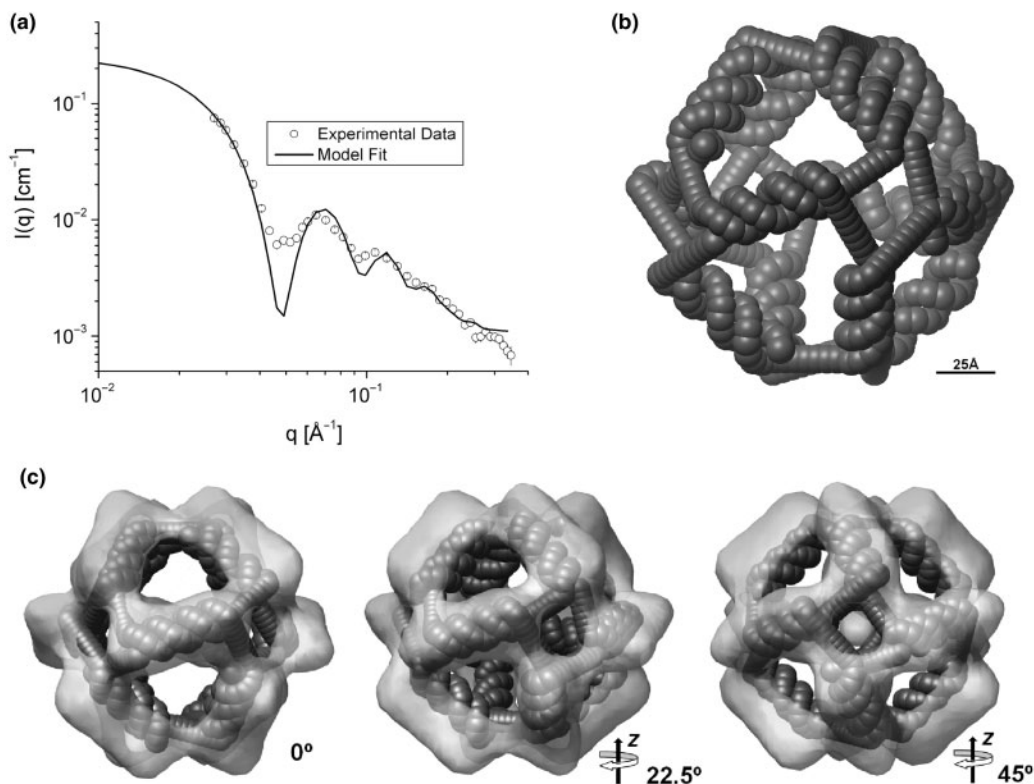 (a)
10⁻¹
10⁻²
10⁻³
I(q) [cm⁻¹]
Experimental Data
Model Fit
10⁻²
10⁻¹
q [Å⁻¹]
(b)
25Å
(c)
0º
Z
22.5º
Z
45º